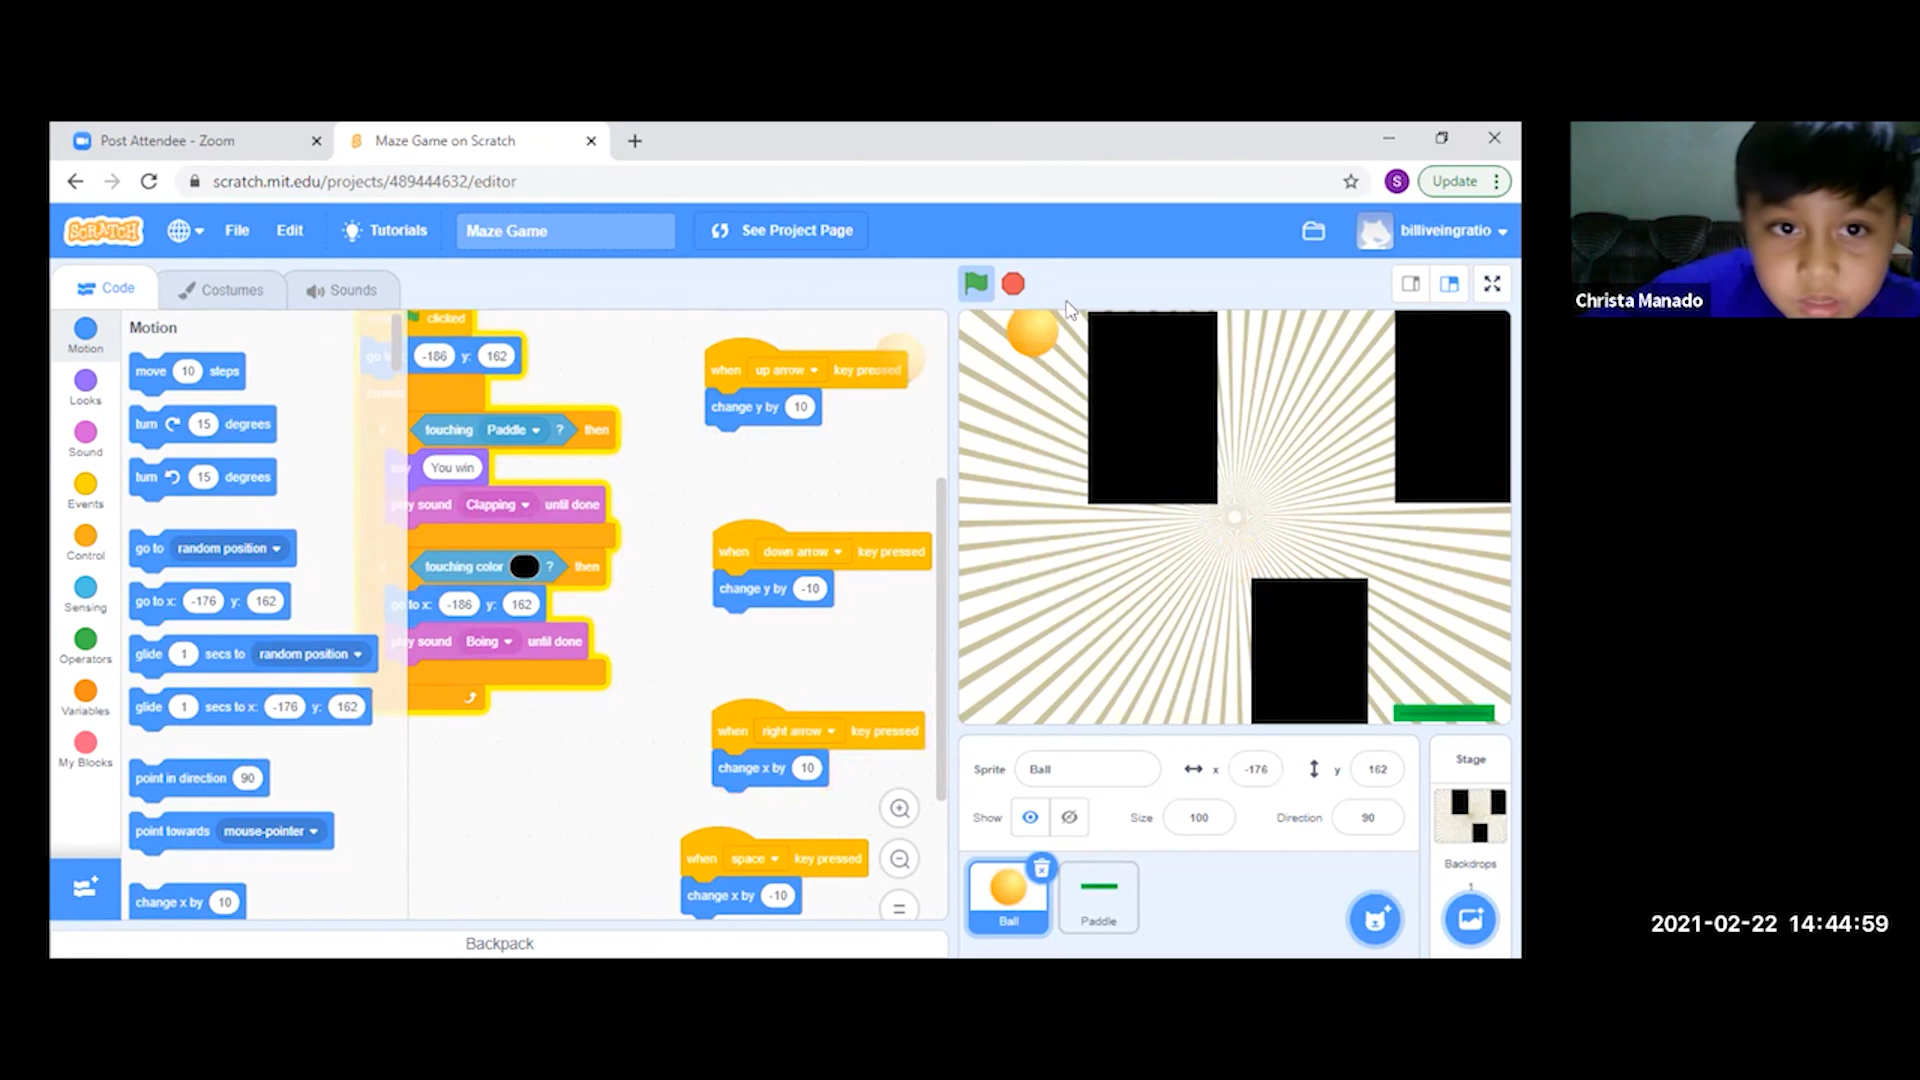 Post Attendee - Zoom
Maze Game on Scratch
scratch.mit.edu/projects/489444632/editor
S
Update
SCRATCH
File
Edit
Tutorials
Maze Game
See Project Page
billiveingratio
Code
Costumes
Sounds
Motion
Looks
Sound
Events
Control
Sensing
Operators
Variables
My Blocks
Motion
move 10 steps
turn 15 degrees
turn 15 degrees
go to random position
go to x: -176 y: 162
glide 1 secs to random position
glide 1 secs to x: -176 y: 162
point in direction 90
point towards mouse-pointer
change x by 10
clicked
-186 y: 162
touching Paddle ? then
You win
play sound Clapping until done
touching color ? then
go to x: -186 y: 162
play sound Boing until done
when up arrow key pressed
change y by 10
when down arrow key pressed
change y by -10
when right arrow key pressed
change x by 10
when space key pressed
change x by -10
Backpack
Sprite Ball x -176 y 162
Show Size 100 Direction 90
Ball
Paddle
Stage
Backdrops
1
Christa Manado
2021-02-22 14:44:59